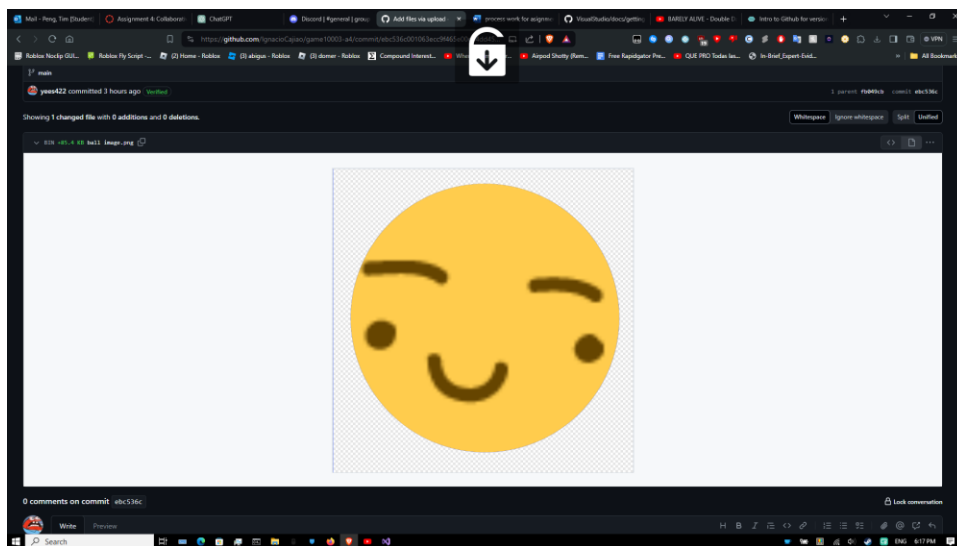 Mail - Peng, Tim [Student]
Assignment 4: Collaborat
ChatGPT
Discord | #general | group
Add files via upload
process work for asignme
VisualStudio/docs/getting
BARELY ALIVE - Double D
Intro to Github for version
https://github.com/IgnacioCajiao/game10003-a4/commit/ebc536c001063ecc9f465
VPN
Roblox Noclip GUI...
Roblox Fly Script -...
(2) Home - Roblox
(3) abigus - Roblox
(3) domer - Roblox
Compound Interest...
Airpod Shotty (Rem...
Free Rapidgator Pre...
QUE PRO Todas las...
In-Brief_Expert-Evid...
All Bookmarks
main
yees422 committed 3 hours ago Verified
1 parent fb049cb commit ebc536c
Showing 1 changed file with 0 additions and 0 deletions.
Whitespace Ignore whitespace Split Unified
BIN +85.4 KB ball image.png
0 comments on commit ebc536c
Lock conversation
Write Preview
H B I
Search
ENG 6:17 PM